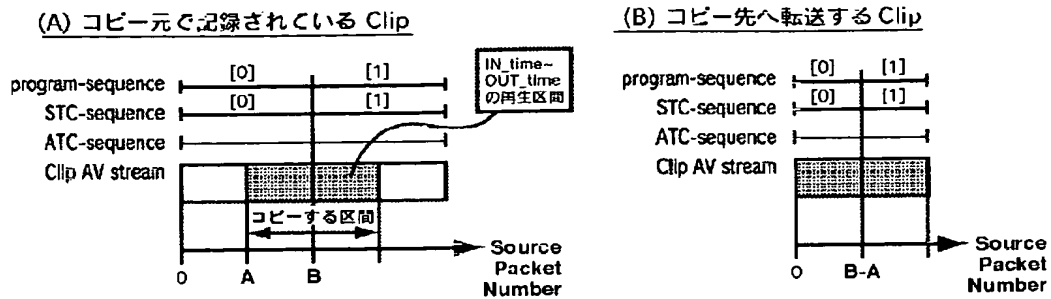 (A) コピー元で記録されている Clip
IN_time~
OUT_time
の再生区間
program-sequence [0] [1]
STC-sequence [0] [1]
ATC-sequence
Clip AV stream
コピーする区間
0 A B
Source
Packet
Number
(B) コピー先へ転送する Clip
program-sequence [0] [1]
STC-sequence [0] [1]
ATC-sequence
Clip AV stream
0 B-A
Source
Packet
Number